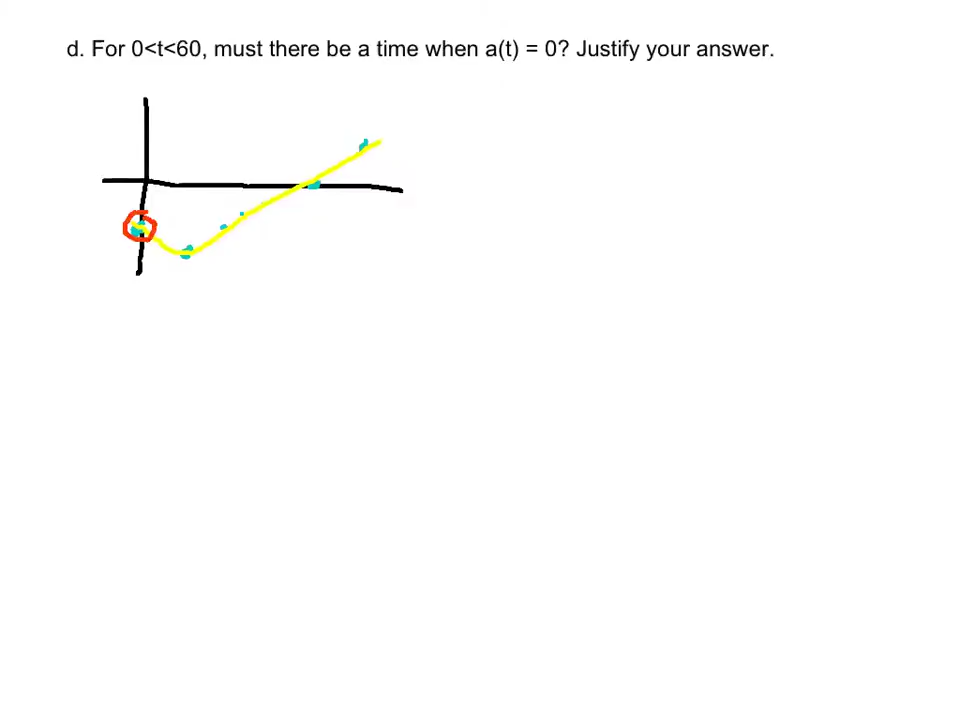 d. For 0<t<60, must there be a time when a(t) = 0? Justify your answer.